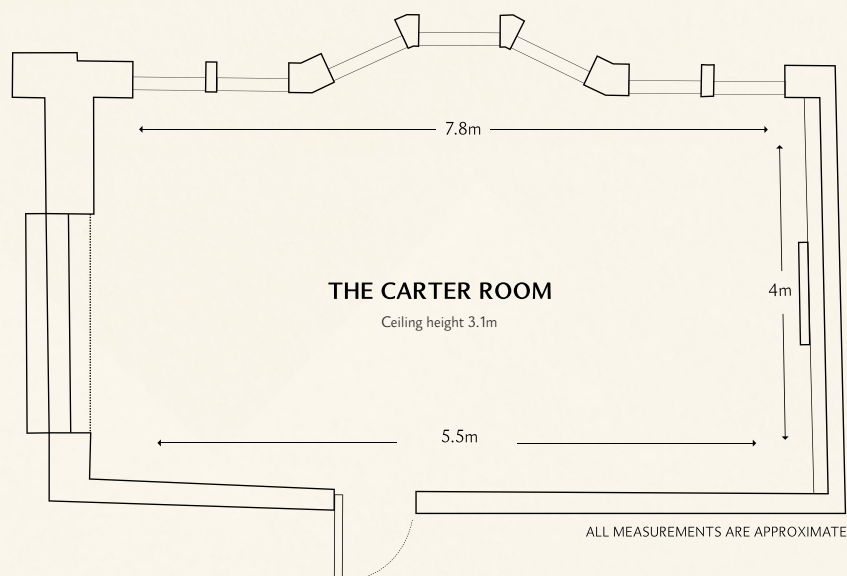 7.8m
THE CARTER ROOM
4m
Ceiling height 3.1m
5.5m
ALL MEASUREMENTS ARE APPROXIMATE